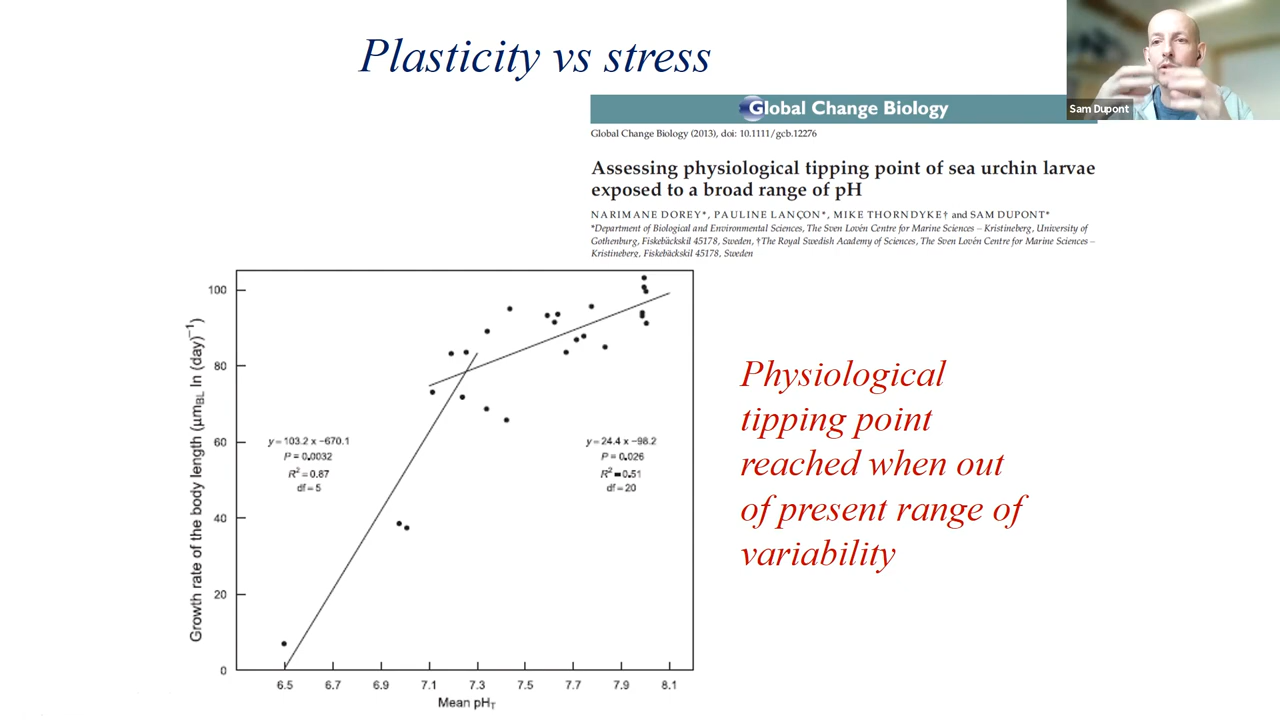 Plasticity vs stress
Sam Dupont
Global Change Biology
Global Change Biology (2013), doi: 10.1111/gcb.12276
Assessing physiological tipping point of sea urchin larvae
exposed to a broad range of pH
NARIMANE DOREY*, PAULINE LANÇON*, MIKE THORNDYKE† and SAM DUPONT*
*Department of Biological and Environmental Sciences, The Sven Lovén Centre for Marine Sciences – Kristineberg, University of
Gothenburg, Fiskebäckskil 45178, Sweden, †The Royal Swedish Academy of Sciences, The Sven Lovén Centre for Marine Sciences –
Kristineberg, Fiskebäckskil 45178, Sweden
Growth rate of the body length (μm_BL ln (day)⁻¹)
100
80
60
40
20
0
y = 103.2 x −670.1
P = 0.0032
R² = 0.87
df = 5
y = 24.4 x −98.2
P = 0.026
R² = 0.51
df = 20
6.5 6.7 6.9 7.1 7.3 7.5 7.7 7.9 8.1
Mean pH_T
Physiological
tipping point
reached when out
of present range of
variability